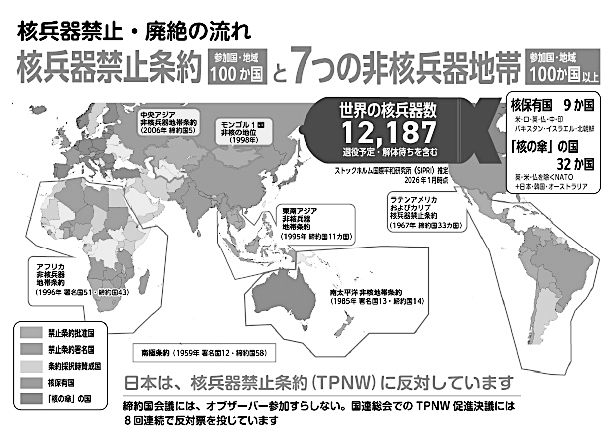 核兵器禁止・廃絶の流れ
核兵器禁止条約 参加国・地域 100か国 と 7つの非核兵器地帯 参加国・地域 100か国以上
中央アジア
非核兵器地帯条約
(2006年 締約国5)
モンゴル1国
非核の地位
(1998年)
世界の核兵器数
12,187
退役予定・解体待ちを含む
ストックホルム国際平和研究所(SIPRI)推定
2026年1月時点
核保有国 9か国
米・ロ・英・仏・中・印
パキスタン・イスラエル・北朝鮮
「核の傘」の国
32か国
英・米・仏を除くNATO
+日本・韓国・オーストラリア
東南アジア
非核兵器
地帯条約
(1995年 締約国11カ国)
ラテンアメリカ
およびカリブ
核兵器禁止条約
(1967年 締約国33カ国)
アフリカ
非核兵器
地帯条約
(1996年 署名国51・締約国43)
南太平洋 非核地帯条約
(1985年 署名国13・締約国14)
禁止条約批准国
禁止条約署名国
条約採択時賛成国
核保有国
「核の傘」の国
南極条約(1959年 署名国12・締約国58)
日本は、核兵器禁止条約(TPNW)に反対しています
締約国会議には、オブザーバー参加すらしない。国連総会でのTPNW促進決議には
8回連続で反対票を投じています